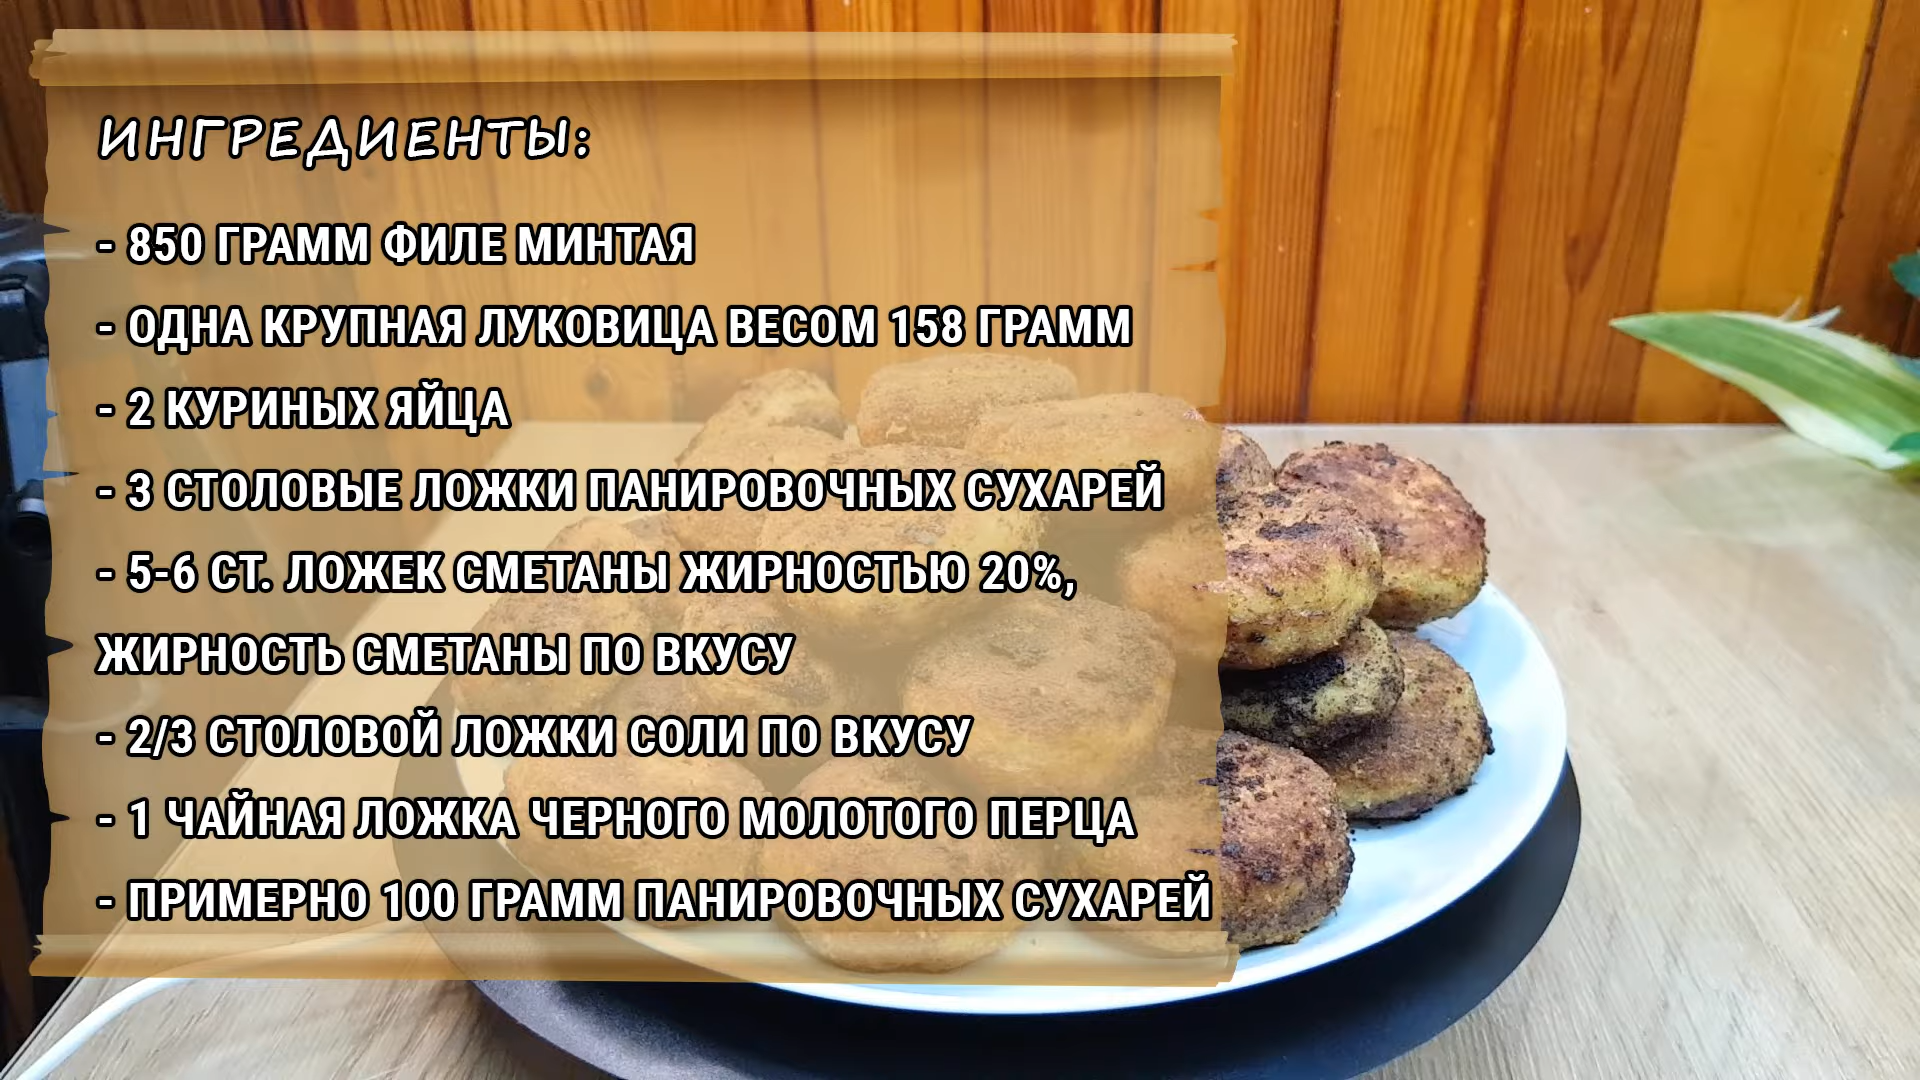 ИНГРЕДИЕНТЫ:
- 850 ГРАММ ФИЛЕ МИНТАЯ
- ОДНА КРУПНАЯ ЛУКОВИЦА ВЕСОМ 158 ГРАММ
- 2 КУРИНЫХ ЯЙЦА
- 3 СТОЛОВЫЕ ЛОЖКИ ПАНИРОВОЧНЫХ СУХАРЕЙ
- 5-6 СТ. ЛОЖЕК СМЕТАНЫ ЖИРНОСТЬЮ 20%,
ЖИРНОСТЬ СМЕТАНЫ ПО ВКУСУ
- 2/3 СТОЛОВОЙ ЛОЖКИ СОЛИ ПО ВКУСУ
- 1 ЧАЙНАЯ ЛОЖКА ЧЕРНОГО МОЛОТОГО ПЕРЦА
- ПРИМЕРНО 100 ГРАММ ПАНИРОВОЧНЫХ СУХАРЕЙ